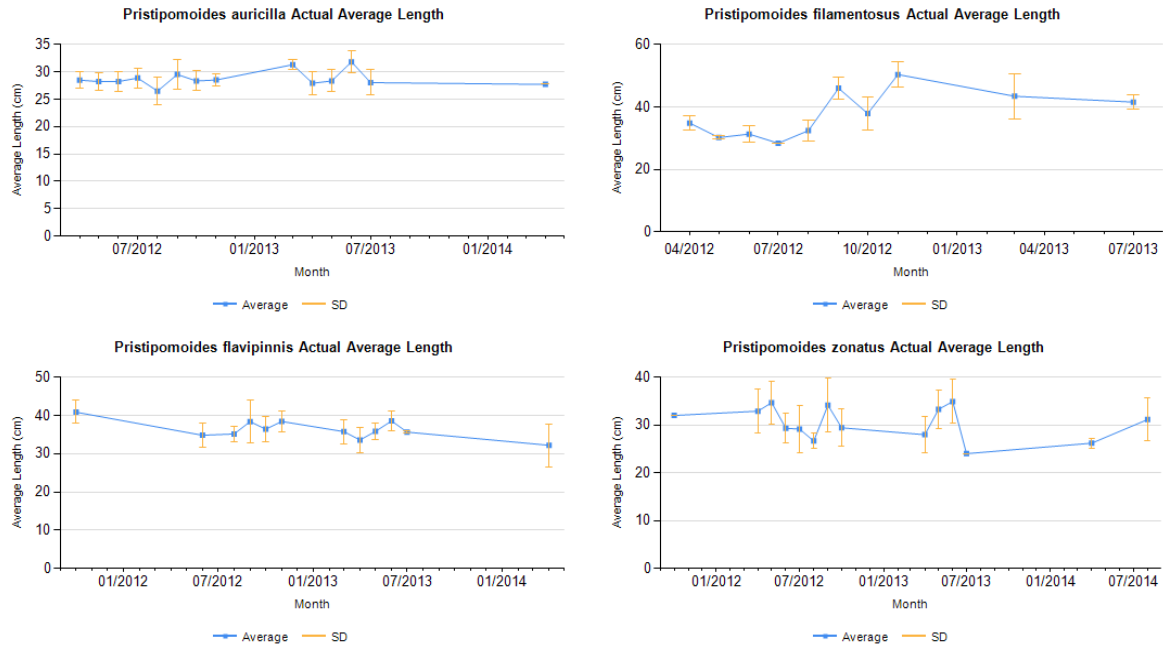 Pristipomoides auricilla Actual Average Length
35
30
25
20
15
10
5
0
Average Length (cm)
07/2012 01/2013 07/2013 01/2014
Month
Average SD
Pristipomoides filamentosus Actual Average Length
60
40
20
0
Average Length (cm)
04/2012 07/2012 10/2012 01/2013 04/2013 07/2013
Month
Average SD
Pristipomoides flavipinnis Actual Average Length
50
40
30
20
10
0
Average Length (cm)
01/2012 07/2012 01/2013 07/2013 01/2014
Month
Average SD
Pristipomoides zonatus Actual Average Length
40
30
20
10
0
Average Length (cm)
01/2012 07/2012 01/2013 07/2013 01/2014 07/2014
Month
Average SD